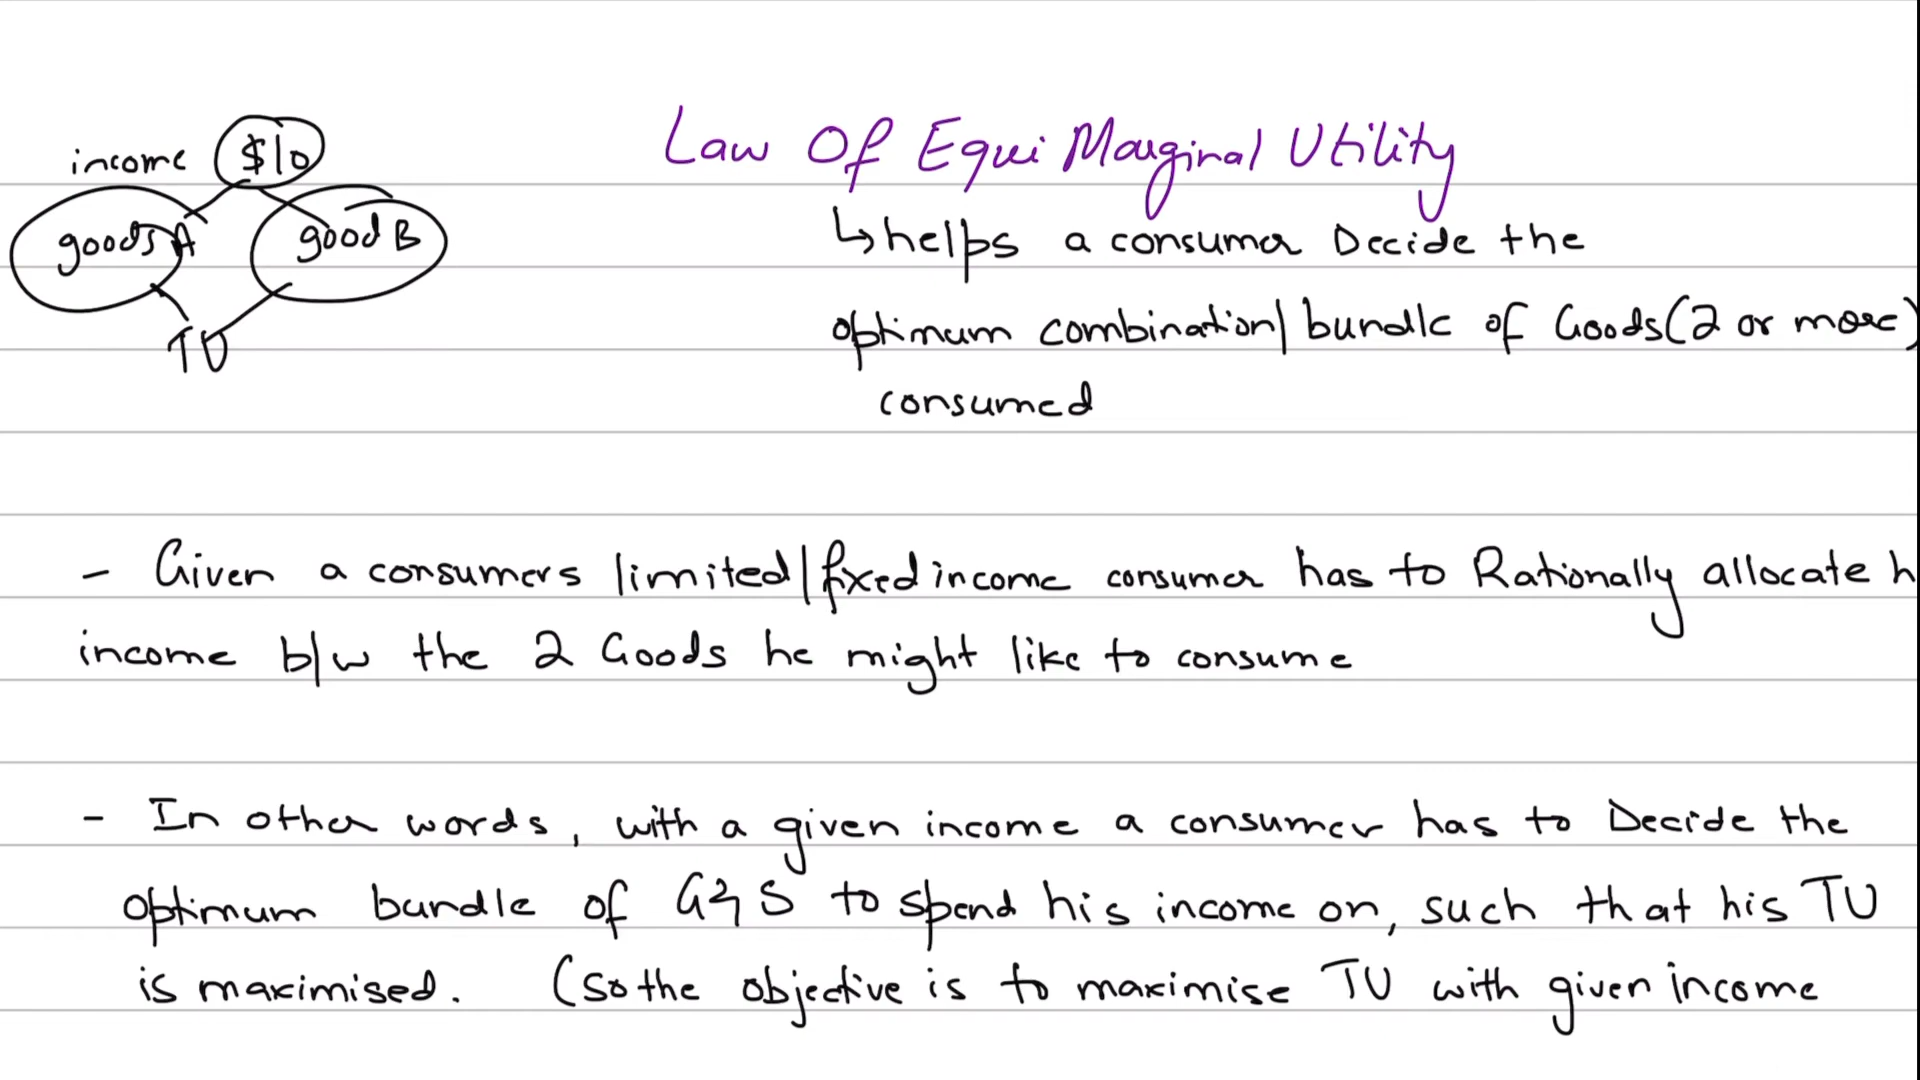 Law Of Equi Marginal Utility
income $10
goods A good B
TU
↳ helps a consumer Decide the
optimum combination/bundle of Goods (2 or more)
consumed
- Given a consumers limited/fixed income consumer has to Rationally allocate h
income b/w the 2 Goods he might like to consume
- In other words, with a given income a consumer has to Decide the
optimum bundle of G & S to spend his income on, such that his TU
is maximised. (so the objective is to maximise TU with given income